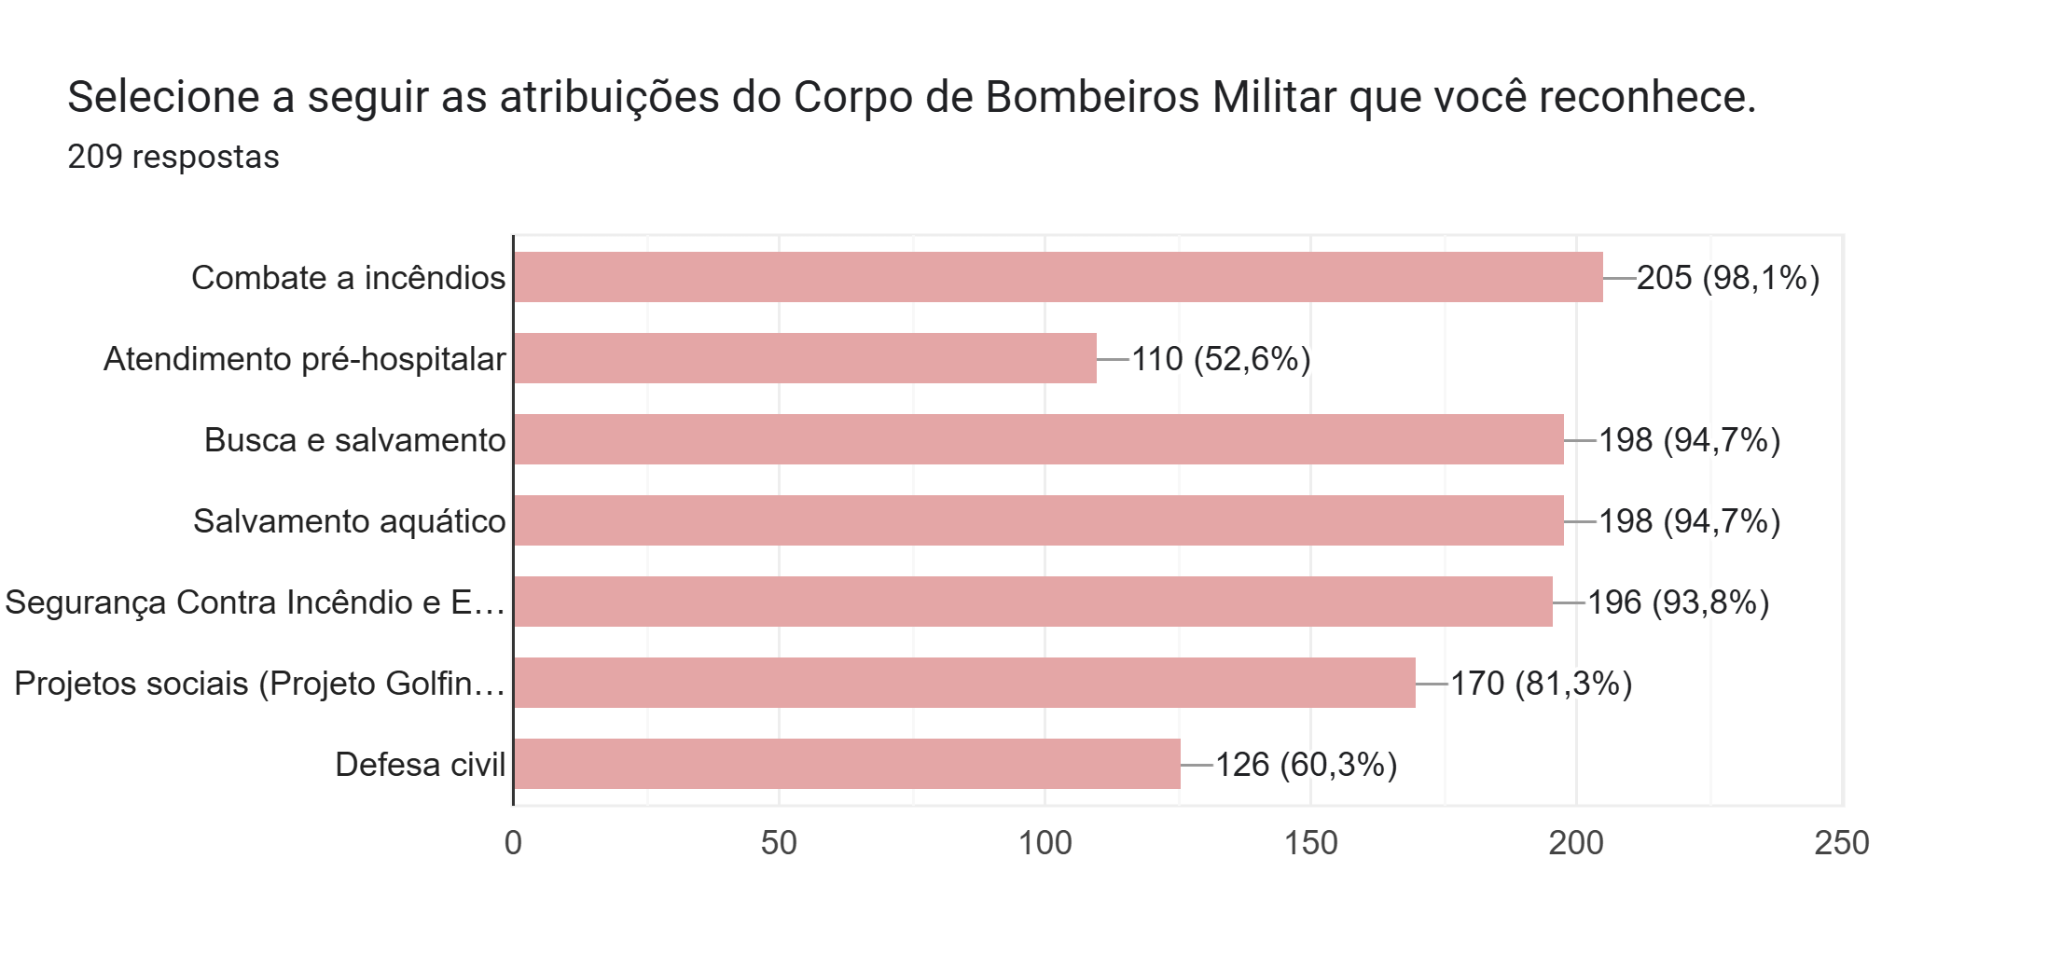 Selecione a seguir as atribuições do Corpo de Bombeiros Militar que você reconhece.
209 respostas
Combate a incêndios 205 (98,1%)
Atendimento pré-hospitalar 110 (52,6%)
Busca e salvamento 198 (94,7%)
Salvamento aquático 198 (94,7%)
Segurança Contra Incêndio e E… 196 (93,8%)
Projetos sociais (Projeto Golfin… 170 (81,3%)
Defesa civil 126 (60,3%)
0 50 100 150 200 250